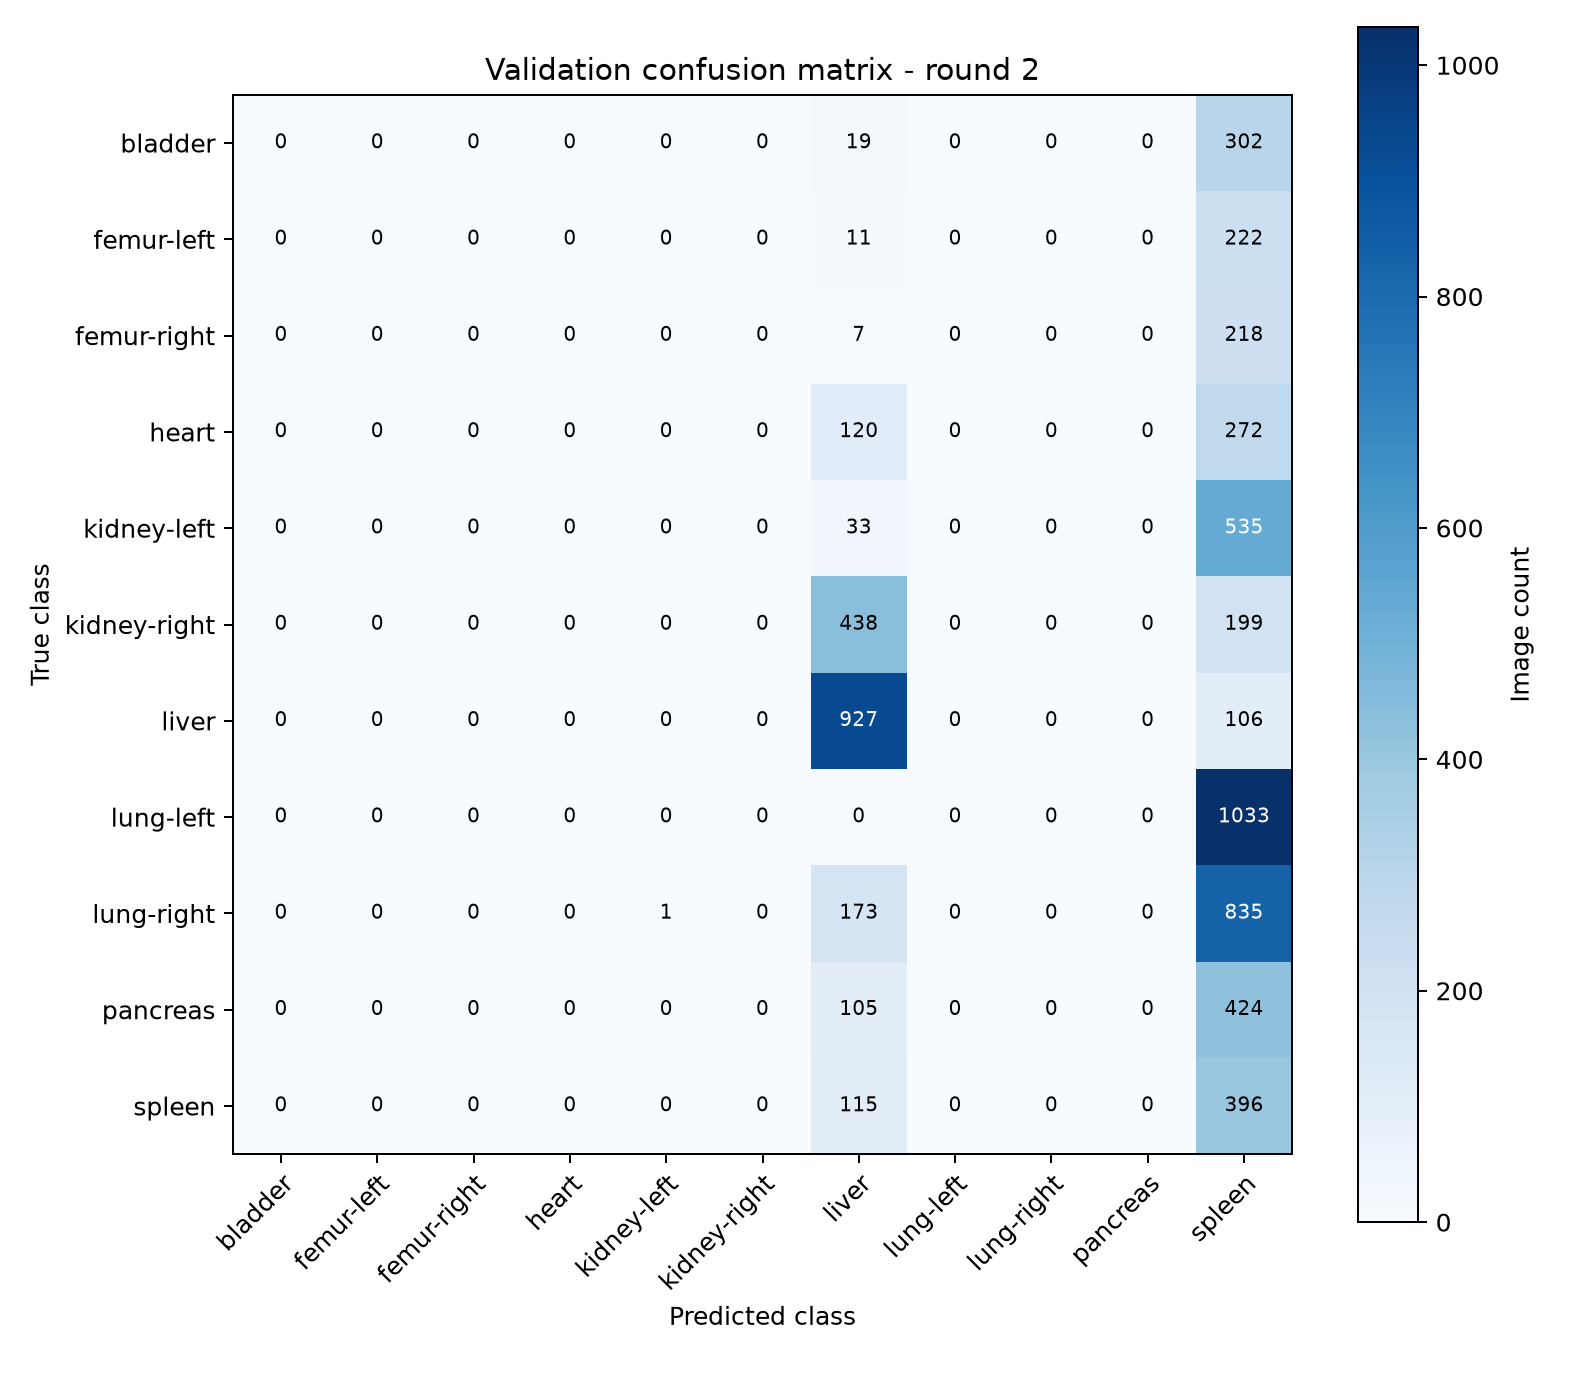 Validation confusion matrix - round 2
True class
bladder 0 0 0 0 0 0 19 0 0 0 302
femur-left 0 0 0 0 0 0 11 0 0 0 222
femur-right 0 0 0 0 0 0 7 0 0 0 218
heart 0 0 0 0 0 0 120 0 0 0 272
kidney-left 0 0 0 0 0 0 33 0 0 0 535
kidney-right 0 0 0 0 0 0 438 0 0 0 199
liver 0 0 0 0 0 0 927 0 0 0 106
lung-left 0 0 0 0 0 0 0 0 0 0 1033
lung-right 0 0 0 0 1 0 173 0 0 0 835
pancreas 0 0 0 0 0 0 105 0 0 0 424
spleen 0 0 0 0 0 0 115 0 0 0 396
bladder femur-left femur-right heart kidney-left kidney-right liver lung-left lung-right pancreas spleen
Predicted class
1000
800
600
400
200
0
Image count